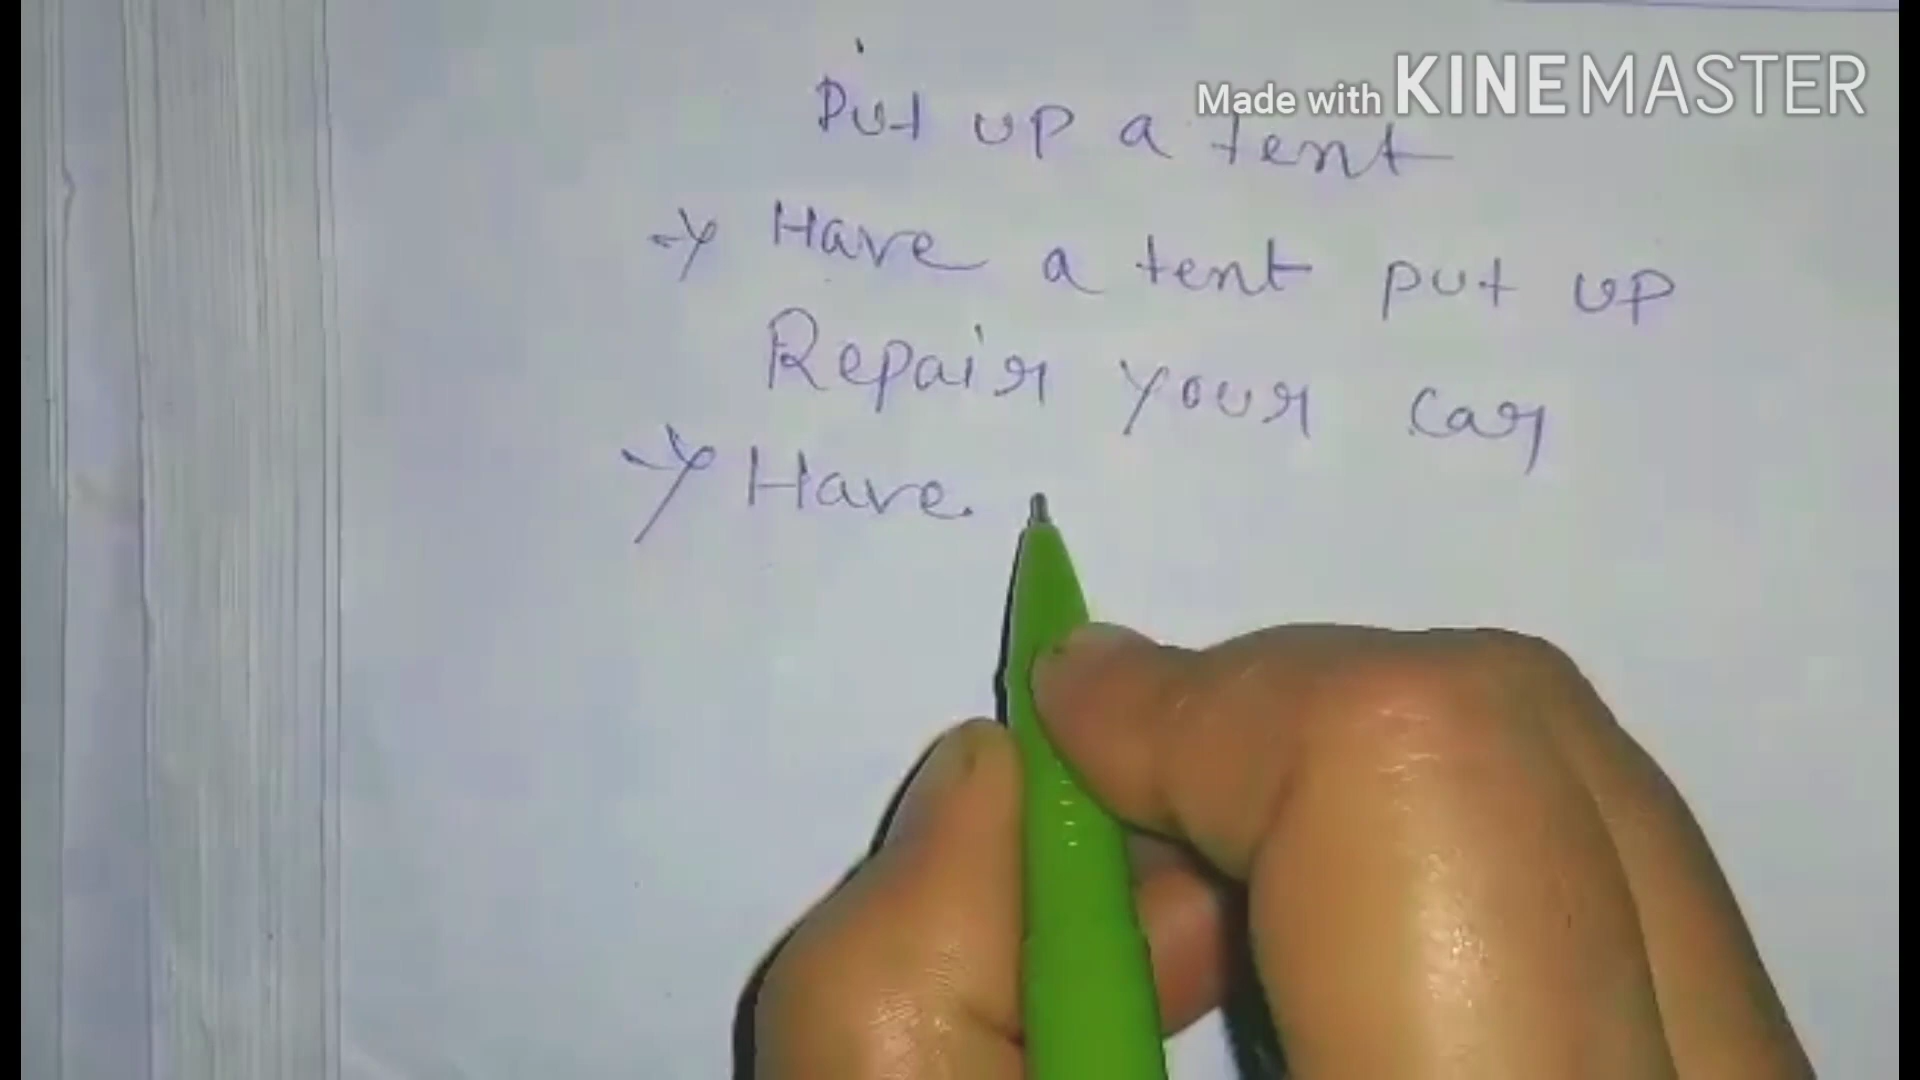 Made with KINEMASTER
Put up a tent
→ Have a tent put up
Repair your car
→ Have